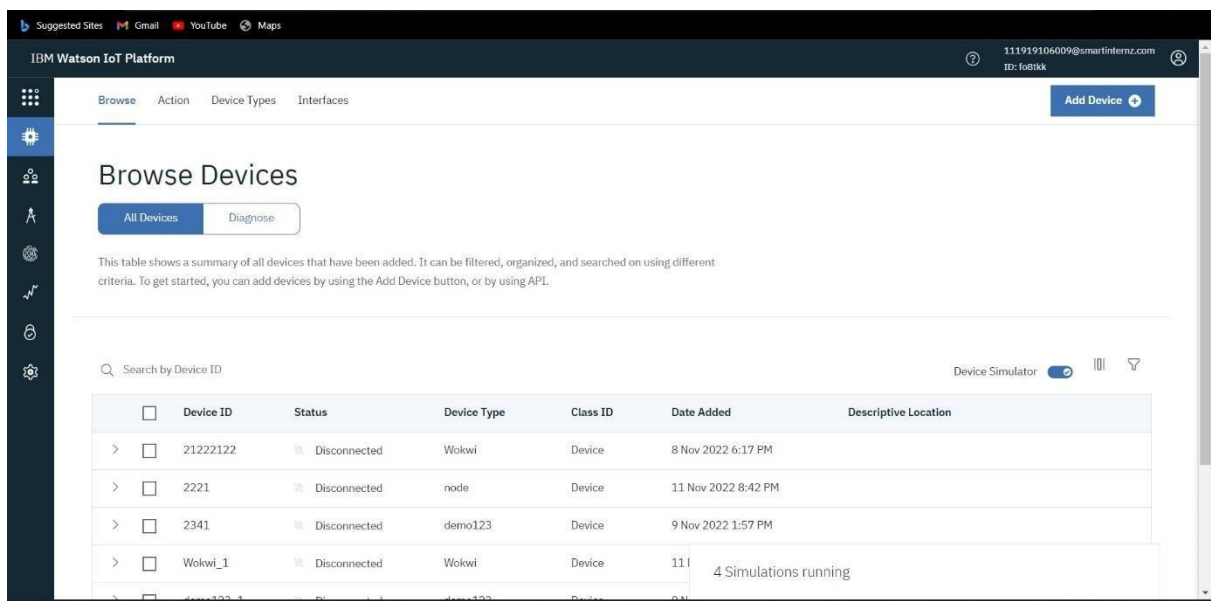 Suggested Sites Gmail YouTube Maps
IBM Watson IoT Platform
111919106009@smartinternz.com
ID: fo8tkk
Browse Action Device Types Interfaces
Add Device
Browse Devices
All Devices Diagnose
This table shows a summary of all devices that have been added. It can be filtered, organized, and searched on using different
criteria. To get started, you can add devices by using the Add Device button, or by using API.
Search by Device ID
Device Simulator
Device ID Status Device Type Class ID Date Added Descriptive Location
21222122 Disconnected Wokwi Device 8 Nov 2022 6:17 PM
2221 Disconnected node Device 11 Nov 2022 8:42 PM
2341 Disconnected demo123 Device 9 Nov 2022 1:57 PM
Wokwi_1 Disconnected Wokwi Device 11
4 Simulations running